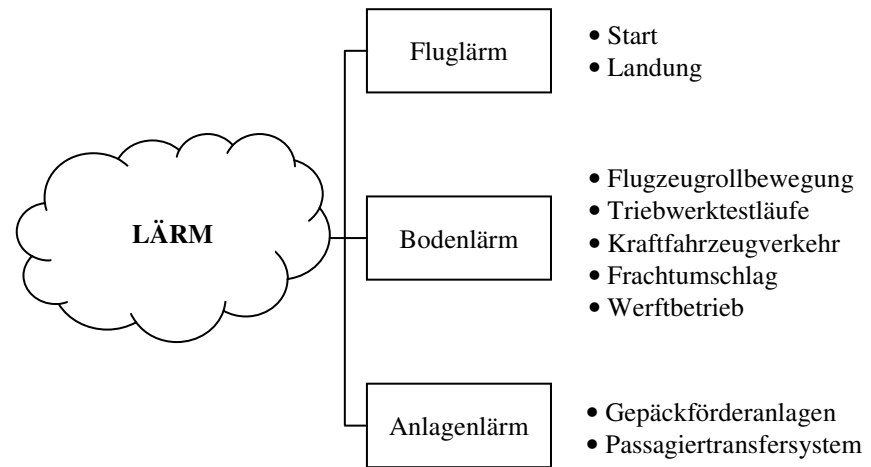 Fluglärm
• Start
• Landung
LÄRM
Bodenlärm
• Flugzeugrollbewegung
• Triebwerktestläufe
• Kraftfahrzeugverkehr
• Frachtumschlag
• Werftbetrieb
Anlagenlärm
• Gepäckförderanlagen
• Passagiertransfersystem